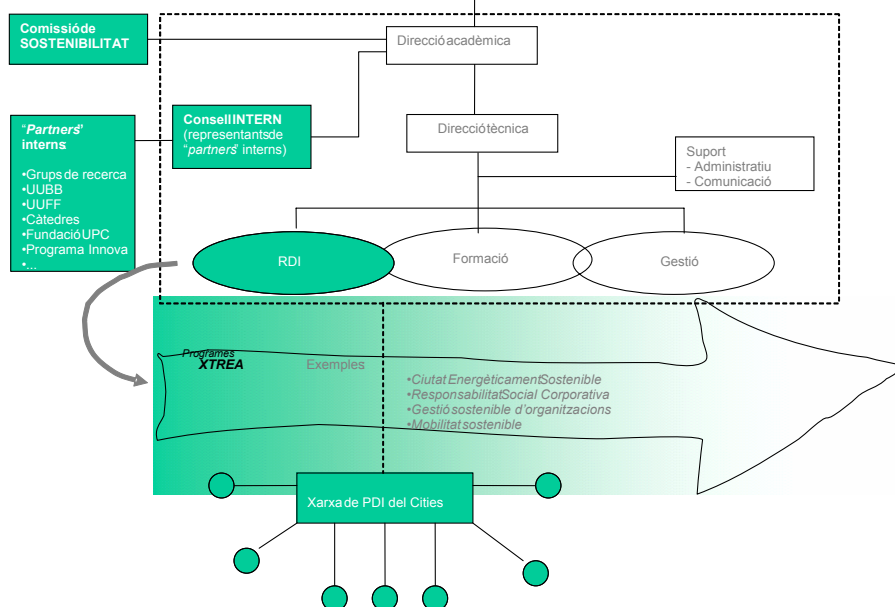 Comissió de
SOSTENIBILITAT
Direcció acadèmica
"Partners"
interns:
•Grups de recerca
•UUBB
•UUFF
•Càtedres
•Fundació UPC
•Programa Innova
•...
Consell INTERN
(representants de
"partners" interns)
Direcció tècnica
Suport
- Administratiu
- Comunicació
RDI
Formació
Gestió
Programes
XTREA
Exemples
•Ciutat Energèticament Sostenible
•Responsabilitat Social Corporativa
•Gestió sostenible d'organitzacions
•Mobilitat sostenible
Xarxa de PDI del Cities